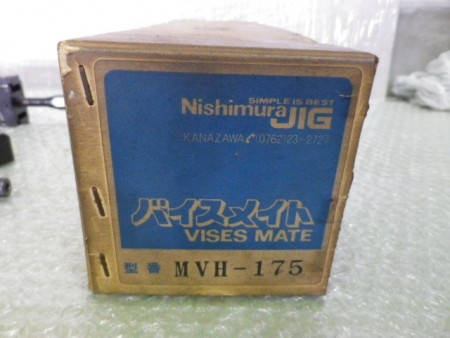 SIMPLE IS BEST
Nishimura JIG
KANAZAWA (0762)23-2729
バイスメイト
VISES MATE
型番 MVH-175